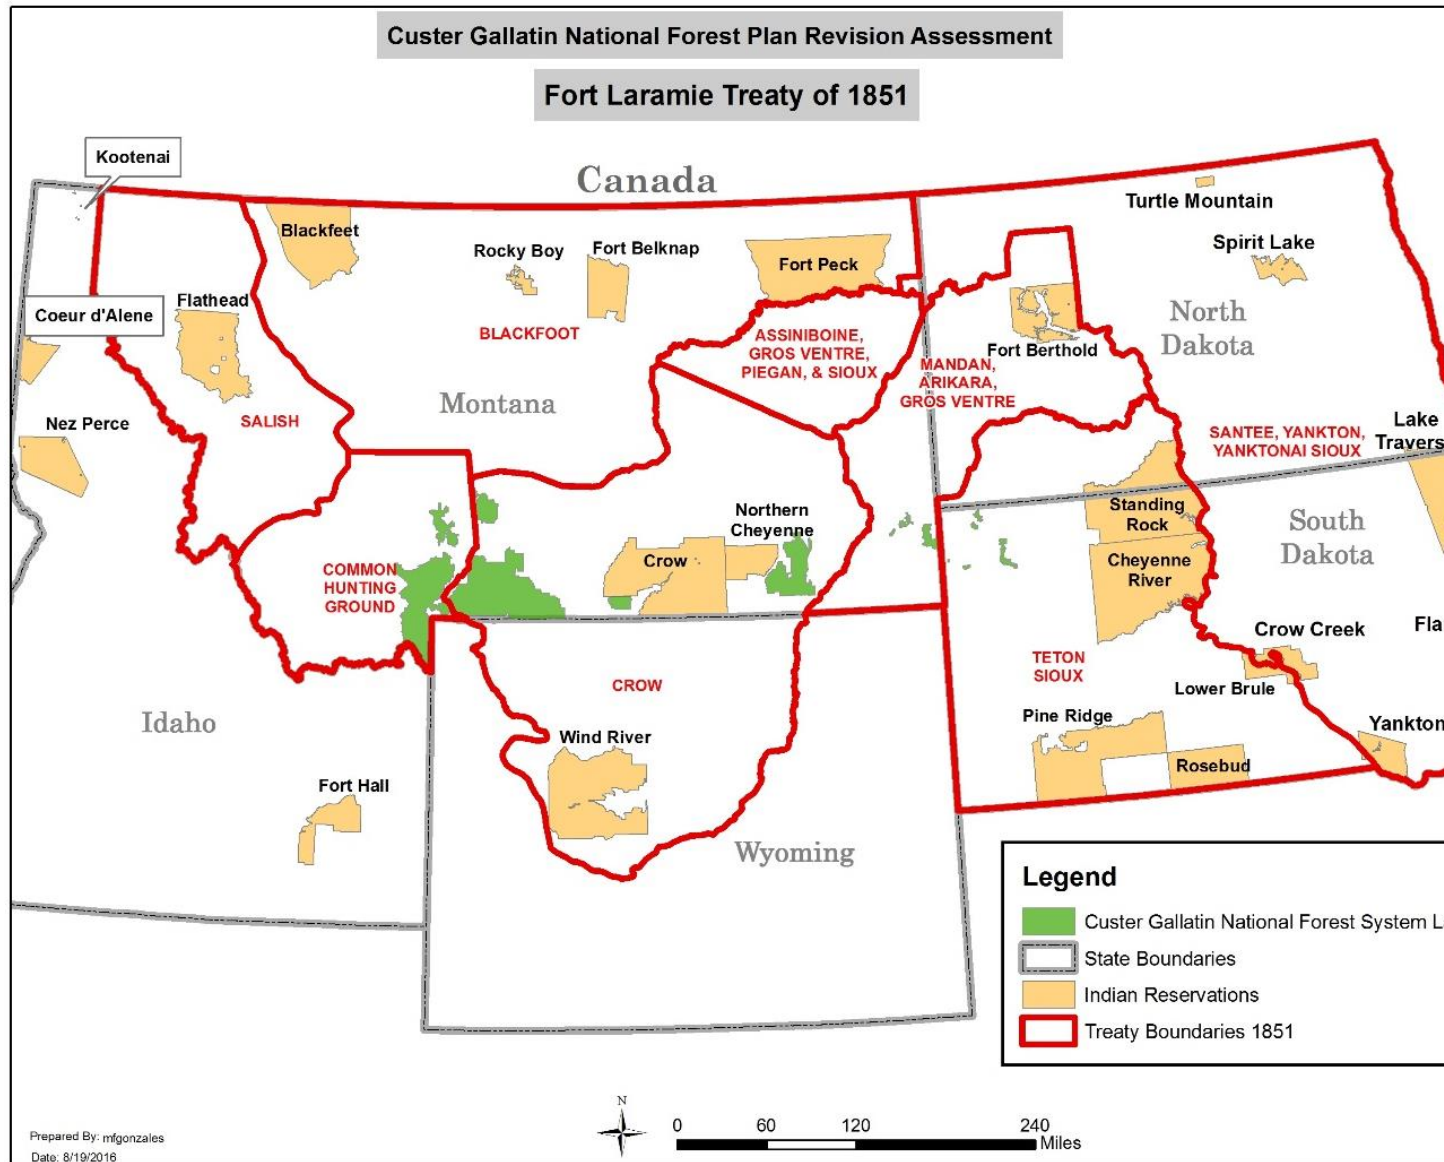 Custer Gallatin National Forest Plan Revision Assessment
Fort Laramie Treaty of 1851
Kootenai
Canada
Turtle Mountain
Blackfeet
Rocky Boy
Fort Belknap
Fort Peck
Spirit Lake
Coeur d'Alene
Flathead
BLACKFOOT
ASSINIBOINE,
GROS VENTRE,
PIEGAN, & SIOUX
North
Dakota
Fort Berthold
MANDAN,
ARIKARA,
GROS VENTRE
Montana
Nez Perce
SALISH
SANTEE, YANKTON,
YANKTONAI SIOUX
Lake
Travers
Northern
Cheyenne
Standing
Rock
South
Dakota
Crow
Cheyenne
River
COMMON
HUNTING
GROUND
Crow Creek
Fla
TETON
SIOUX
CROW
Lower Brule
Idaho
Wind River
Pine Ridge
Yankton
Rosebud
Fort Hall
Wyoming
Legend
Custer Gallatin National Forest System L
State Boundaries
Indian Reservations
Treaty Boundaries 1851
N
0 60 120 240
Miles
Prepared By: mfgonzales
Date: 8/19/2016